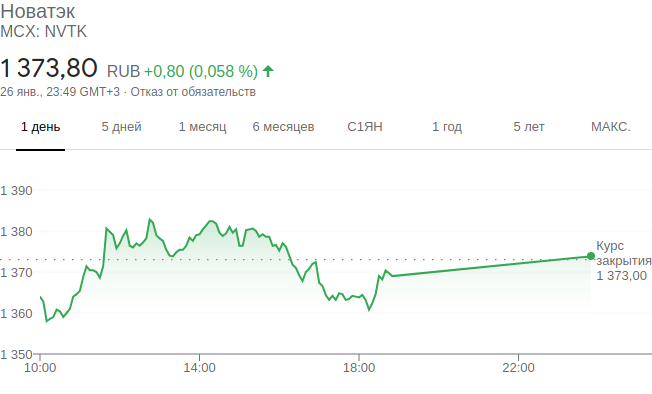 Новатэк
MCX: NVTK
1 373,80 RUB +0,80 (0,058 %)
26 янв., 23:49 GMT+3 · Отказ от обязательств
1 день 5 дней 1 месяц 6 месяцев С1ЯН 1 год 5 лет МАКС.
1 390
1 380
1 370
1 360
1 350
Курс
закрытия
1 373,00
10:00 14:00 18:00 22:00